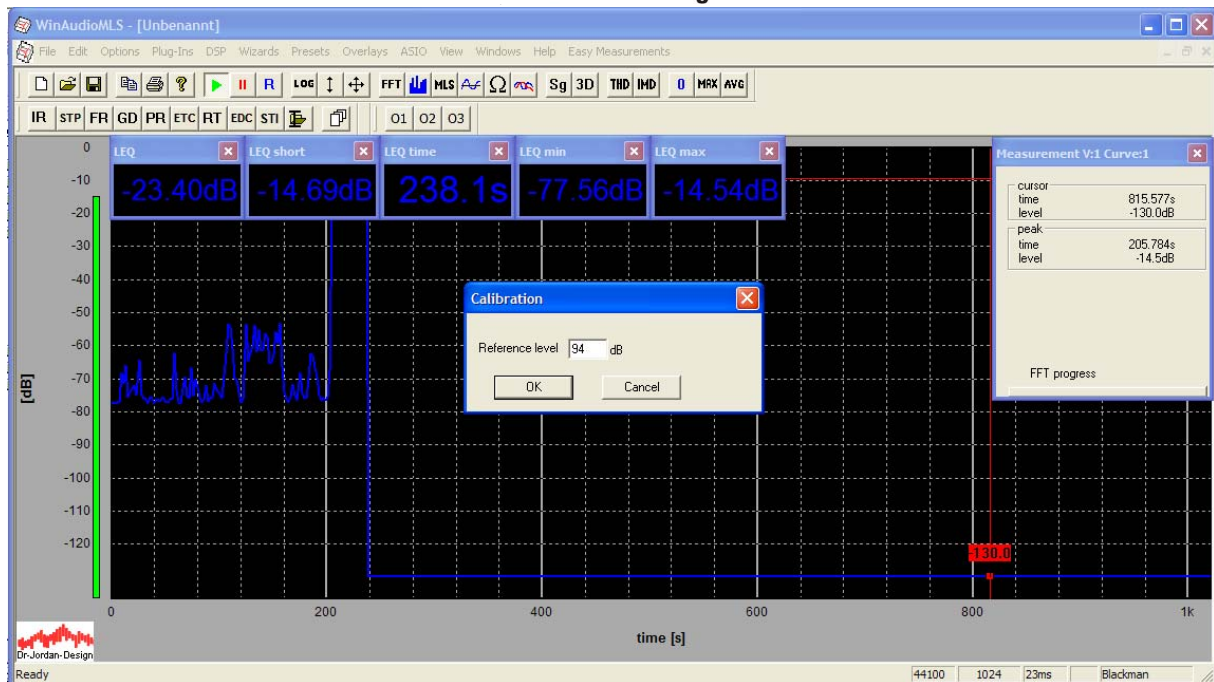 WinAudioMLS - [Unbenannt]
File Edit Options Plug-Ins DSP Wizards Presets Overlays ASIO View Windows Help Easy Measurements
R LOG FFT MLS Ω Sg 3D THD IMD 0 MAX AVG
IR STP FR GD PR ETC RT EDC STI O1 O2 O3
LEQ LEQ short LEQ time LEQ min LEQ max
-23.40dB -14.69dB 238.1s -77.56dB -14.54dB
Measurement V:1 Curve:1
cursor
time 815.577s
level -130.0dB
peak
time 205.784s
level -14.5dB
FFT progress
Calibration
Reference level 94 dB
OK Cancel
0
-10
-20
-30
-40
-50
-60
-70
-80
-90
-100
-110
-120
[dB]
-130.0
0 200 400 600 800 1k
time [s]
Dr-Jordan-Design
Ready 44100 1024 23ms Blackman